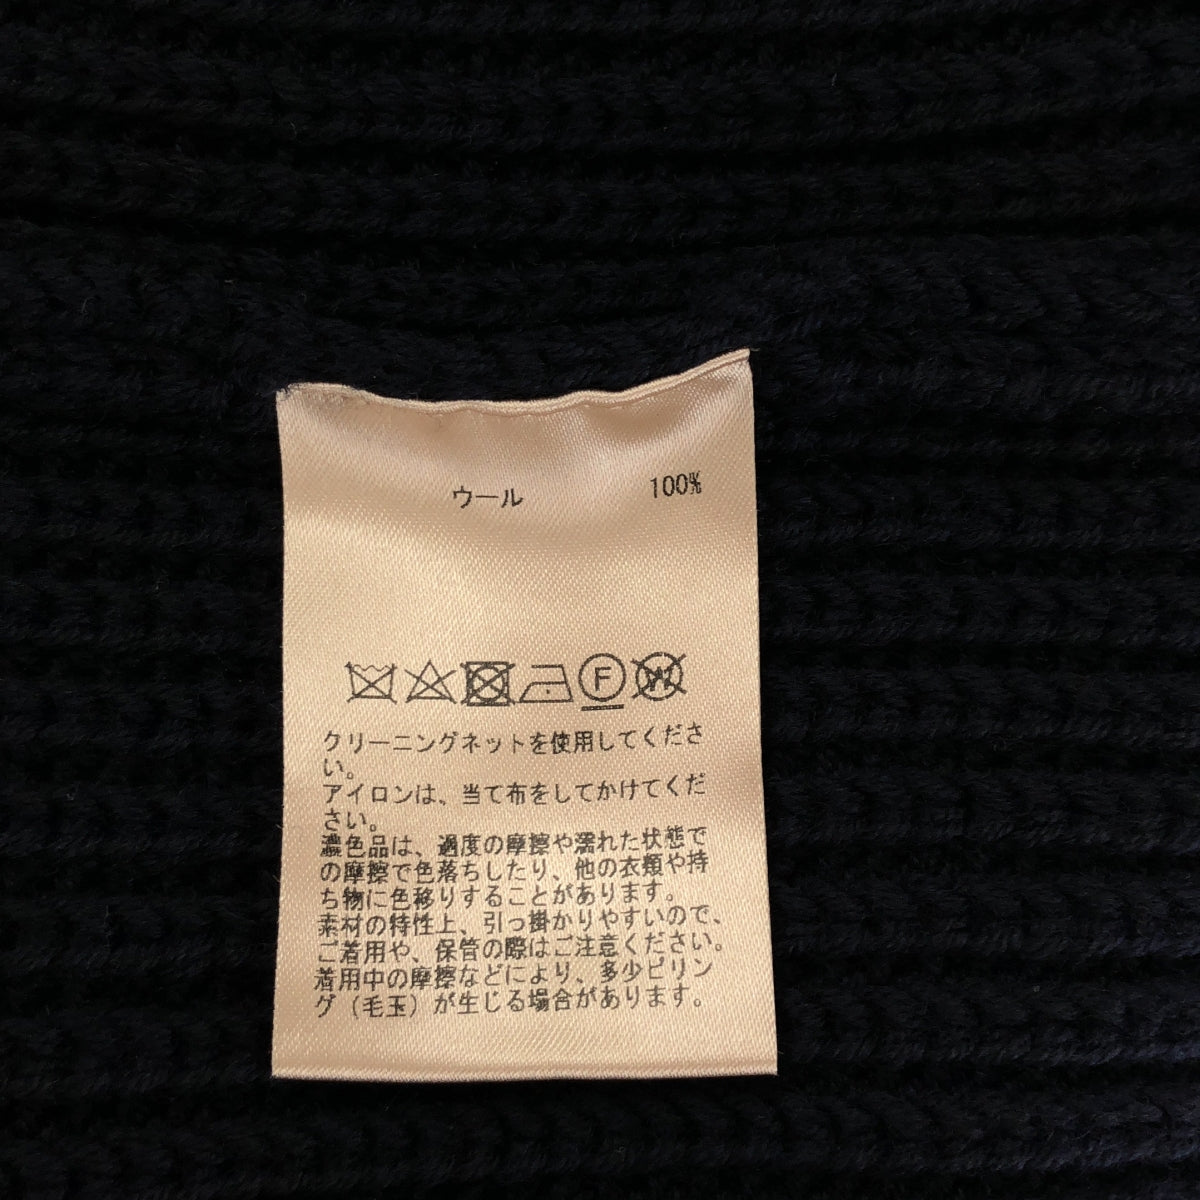 ウール 100%
F W
クリーニングネットを使用してくださ
い。
アイロンは、当て布をしてかけてくだ
さい。
濃色品は、過度の摩擦や濡れた状態で
の摩擦で色落ちしたり、他の衣類や持
ち物に色移りすることがあります。
素材の特性上、引っ掛かりやすいので、
ご着用や、保管の際はご注意ください。
着用中の摩擦などにより、多少ピリン
グ（毛玉）が生じる場合があります。